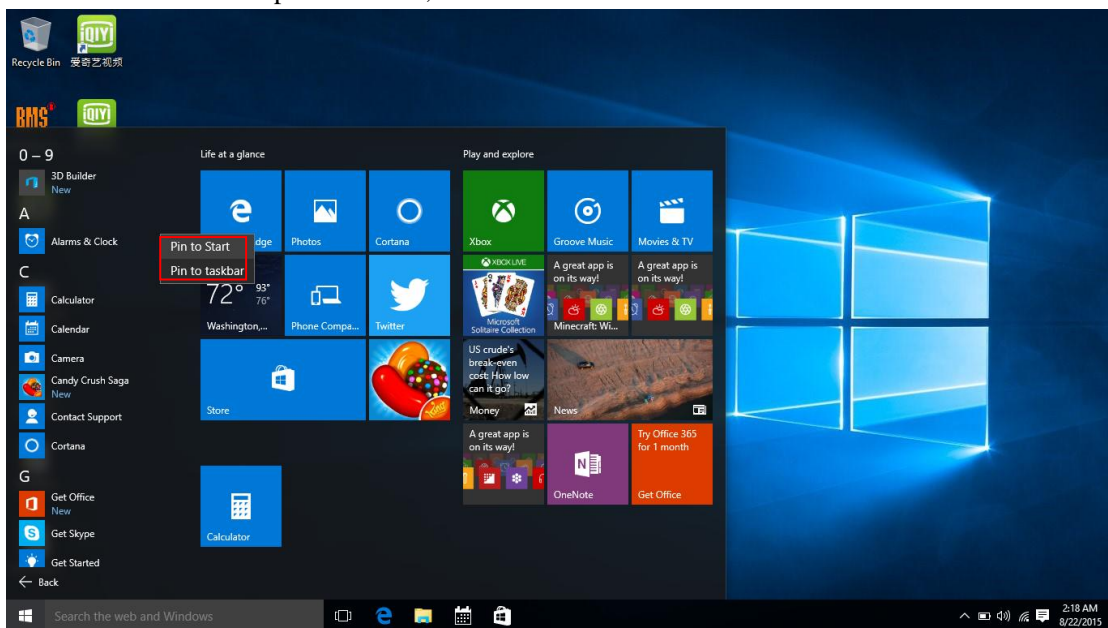 Recycle Bin
爱奇艺视频
iQIYI
BMS
iQIYI
0 – 9
3D Builder
New
A
Alarms & Clock
C
Calculator
Calendar
Camera
Candy Crush Saga
New
Contact Support
Cortana
G
Get Office
New
Get Skype
Get Started
Back
Pin to Start
Pin to taskbar
Life at a glance
dge
Photos
Cortana
72° 93°
76°
Washington,...
Phone Compa...
Twitter
Store
King
Calculator
Play and explore
Xbox
Groove Music
Movies & TV
XBOX LIVE
Microsoft
Solitaire Collection
A great app is
on its way!
Minecraft: Wi...
A great app is
on its way!
US crude's
break-even
cost: How low
can it go?
Money
News
A great app is
on its way!
OneNote
Try Office 365
for 1 month
Get Office
Search the web and Windows
2:18 AM
8/22/2015